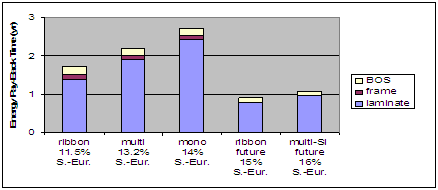 Energy Pay-Back Time (yr)
3
2
1
0
ribbon
11.5%
S.-Eur.
multi
13.2%
S.-Eur.
mono
14%
S.-Eur.
ribbon
future
15%
S.-Eur.
multi-Si
future
16%
S.-Eur.
BOS
frame
laminate